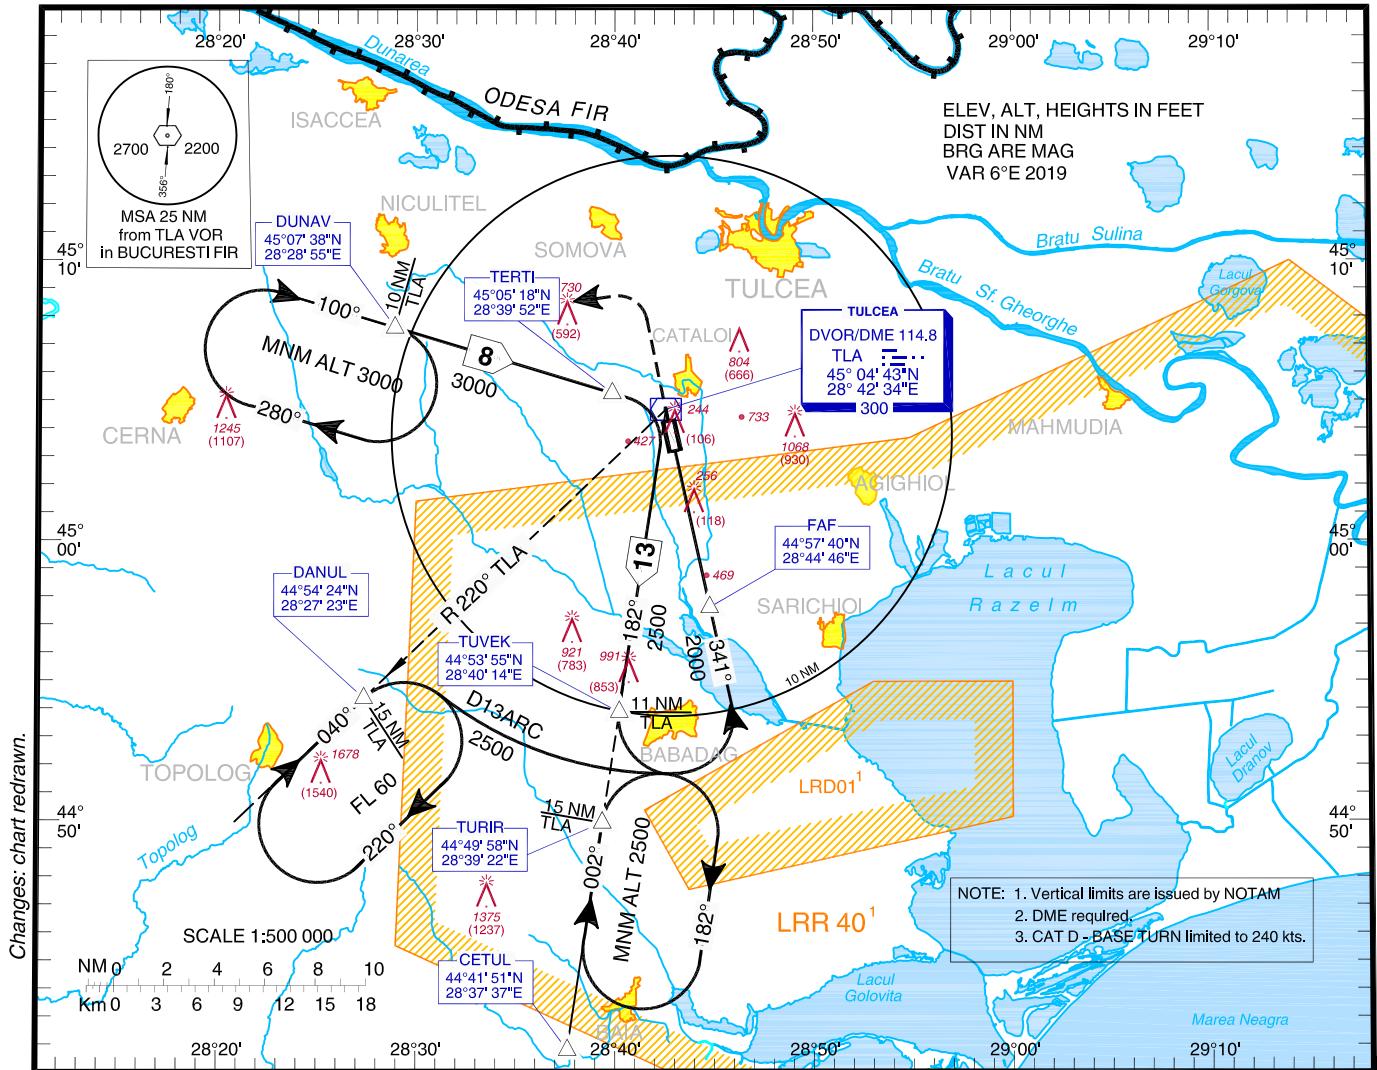 28°20'
28°30'
28°40'
28°50'
29°00'
29°10'
Dunarea
ODESA FIR
ISACCEA
180°
2700
2200
356°
MSA 25 NM
from TLA VOR
in BUCURESTI FIR
ELEV, ALT, HEIGHTS IN FEET
DIST IN NM
BRG ARE MAG
VAR 6°E 2019
NICULITEL
SOMOVA
TULCEA
Bratu Sulina
Bratu Sf. Gheorghe
Lacul
Gorgova
45°
10'
45°
10'
DUNAV
45°07' 38"N
28°28' 55"E
10 NM
TLA
TERTI
45°05' 18"N
28°39' 52"E
730
(592)
CATALOI
804
(666)
TULCEA
DVOR/DME 114.8
TLA
45° 04' 43"N
28° 42' 34"E
300
100°
MNM ALT 3000
280°
8
3000
CERNA
1245
(1107)
244
(106)
427
733
1068
(930)
MAHMUDIA
256
(118)
AGIGHIOL
45°
00'
45°
00'
13
182°
2500
R 220° TLA
FAF
44°57' 40"N
28°44' 46"E
469
Lacul
Razelm
DANUL
44°54' 24"N
28°27' 23"E
SARICHIOI
921
(783)
991
(853)
TUVEK
44°53' 55"N
28°40' 14"E
2000
341°
10 NM
11 NM
TLA
D13ARC
2500
15 NM
TLA
040°
FL 60
220°
1678
(1540)
TOPOLOG
Topolog
BABADAG
LRD01 1
Lacul
Dranov
44°
50'
44°
50'
15 NM
TLA
TURIR
44°49' 58"N
28°39' 22"E
002°
MNM ALT 2500
182°
1375
(1237)
LRR 40 1
NOTE: 1. Vertical limits are issued by NOTAM
2. DME required.
3. CAT D - BASE TURN limited to 240 kts.
SCALE 1:500 000
NM 0 2 4 6 8 10
Km 0 3 6 9 12 15 18
CETUL
44°41' 51"N
28°37' 37"E
BAIA
Lacul
Golovita
Marea Neagra
28°20'
28°30'
28°40'
28°50'
29°00'
29°10'
Changes: chart redrawn.